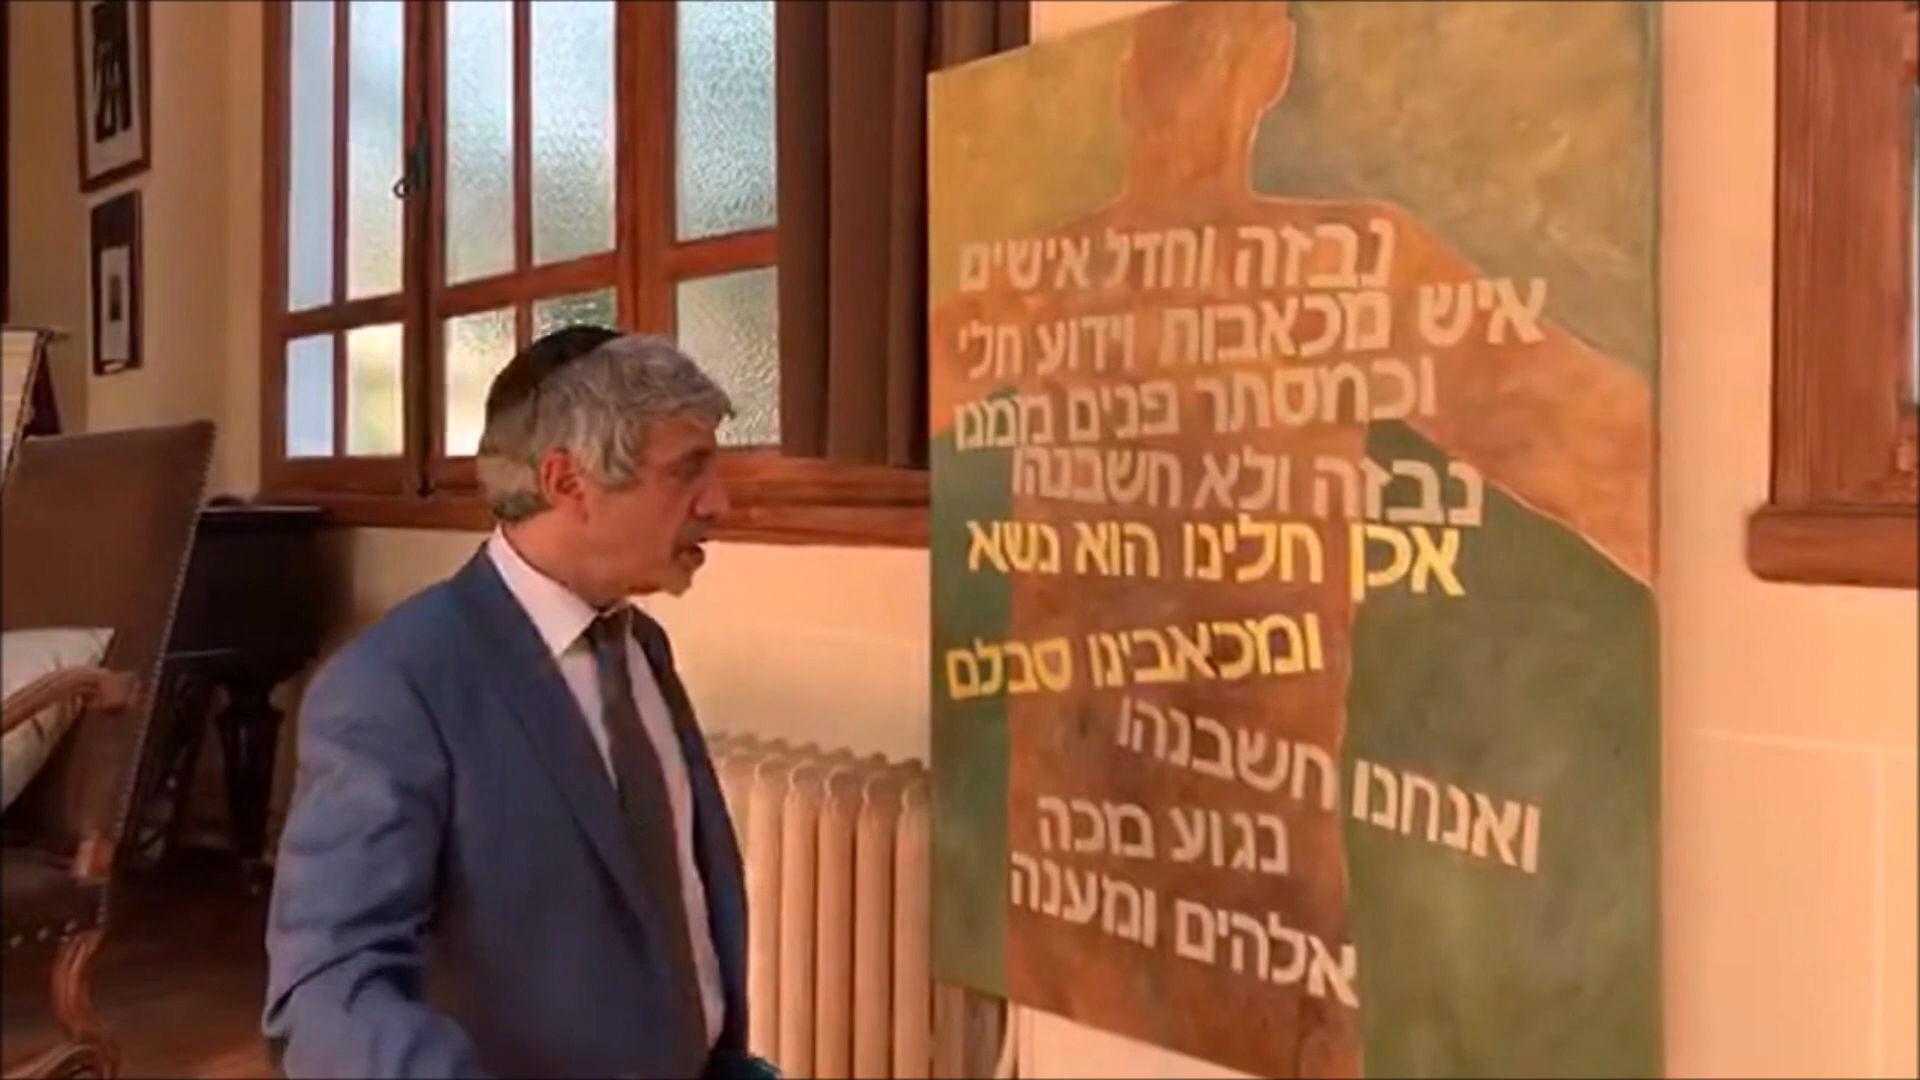 נבזה וחדל אישים
איש מכאבות וידוע חלי
וכמסתר פנים ממנו
נבזה ולא חשבנהו
אכן חלינו הוא נשא
ומכאבינו סבלם
ואנחנו חשבנהו
נגוע מכה
אלהים ומענה